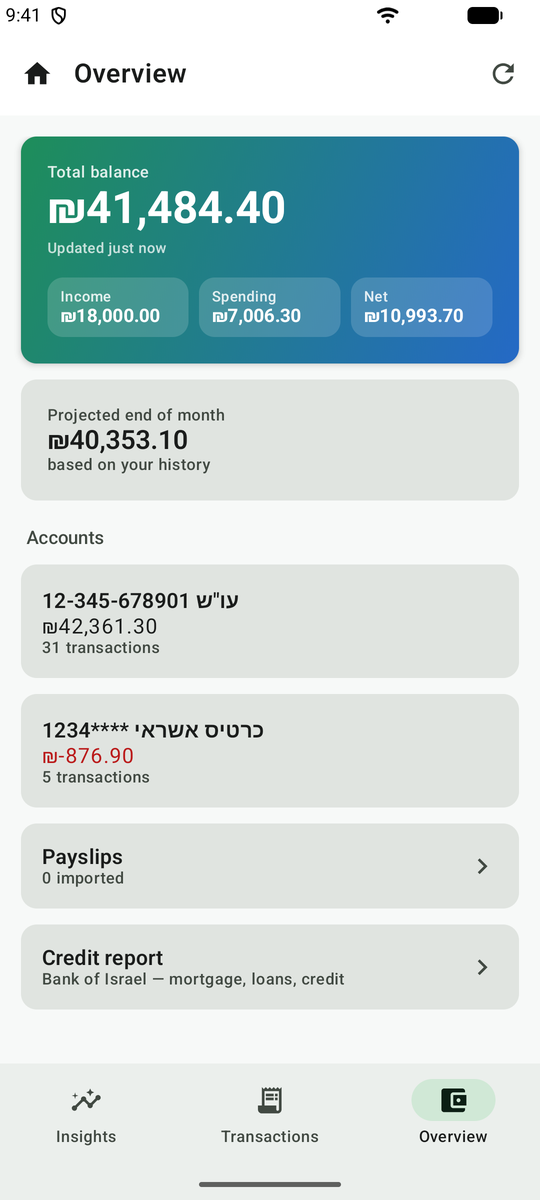 9:41
Overview
Total balance
₪41,484.40
Updated just now
Income
₪18,000.00
Spending
₪7,006.30
Net
₪10,993.70
Projected end of month
₪40,353.10
based on your history
Accounts
עו"ש 12-345-678901
₪42,361.30
31 transactions
כרטיס אשראי ****1234
₪-876.90
5 transactions
Payslips
0 imported
Credit report
Bank of Israel — mortgage, loans, credit
Insights
Transactions
Overview